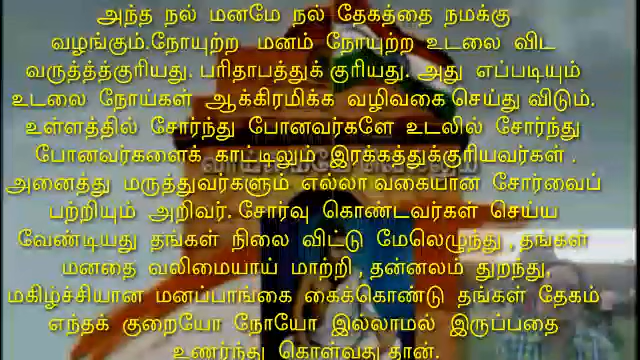 அந்த நல் மனமே நல் தேகத்தை நமக்கு
வழங்கும்.நோயுற்ற மனம் நோயுற்ற உடலை விட
வருத்த்த்குரியது. பரிதாபத்துக் குரியது. அது எப்படியும்
உடலை நோய்கள் ஆக்கிரமிக்க வழிவகை செய்து விடும்.
உள்ளத்தில் சோர்ந்து போனவர்களே உடலில் சோர்ந்து
போனவர்களைக் காட்டிலும் இரக்கத்துக்குரியவர்கள் .
அனைத்து மருத்துவர்களும் எல்லா வகையான சோர்வைப்
பற்றியும் அறிவர். சோர்வு கொண்டவர்கள் செய்ய
வேண்டியது தங்கள் நிலை விட்டு மேலெழுந்து , தங்கள்
மனதை வலிமையாய் மாற்றி , தன்னலம் துறந்து,
மகிழ்ச்சியான மனப்பாங்கை கைக்கொண்டு தங்கள் தேகம்
எந்தக் குறையோ நோயோ இல்லாமல் இருப்பதை
உணர்ந்து கொள்வது தான்.